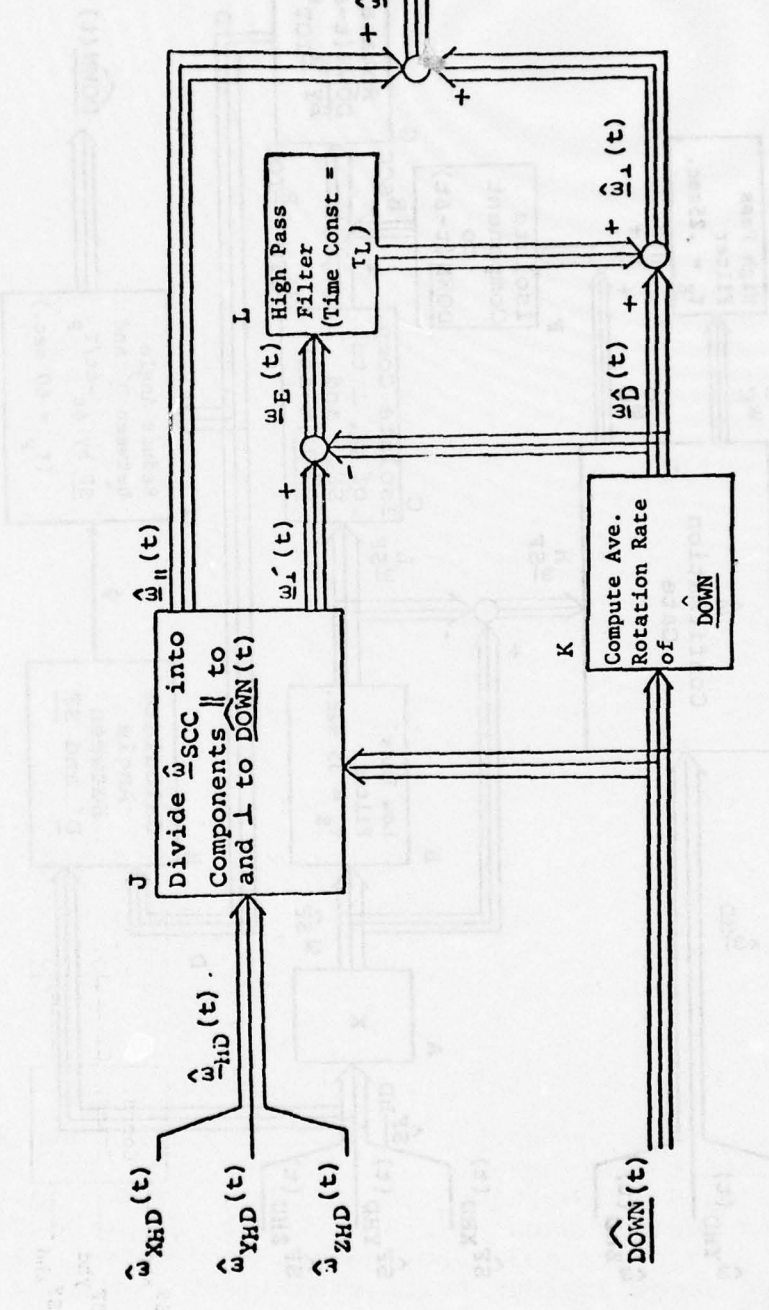 ω̂XHD(t)
ω̂YHD(t)
ω̂ZHD(t)
ω̂HD(t)
J
Divide ω̂SCC into
Components || to
and ⊥ to DOWN̂(t)
ω̂||(t)
ω⊥´(t)
+
-
ωE(t)
L
High Pass
Filter
(Time Const =
τL)
+
+
DOWN̂(t)
K
Compute Ave.
Rotation Rate
of
DOWN̂
ωD̂(t)
+
+
ω̂⊥(t)